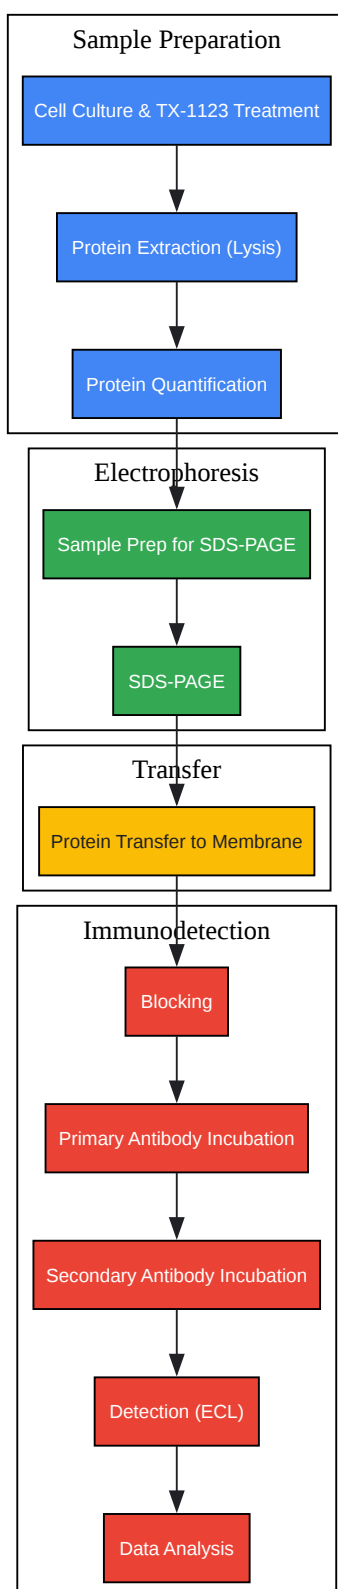 Sample Preparation
Cell Culture & TX-1123 Treatment
Protein Extraction (Lysis)
Protein Quantification
Electrophoresis
Sample Prep for SDS-PAGE
SDS-PAGE
Transfer
Protein Transfer to Membrane
Immunodetection
Blocking
Primary Antibody Incubation
Secondary Antibody Incubation
Detection (ECL)
Data Analysis